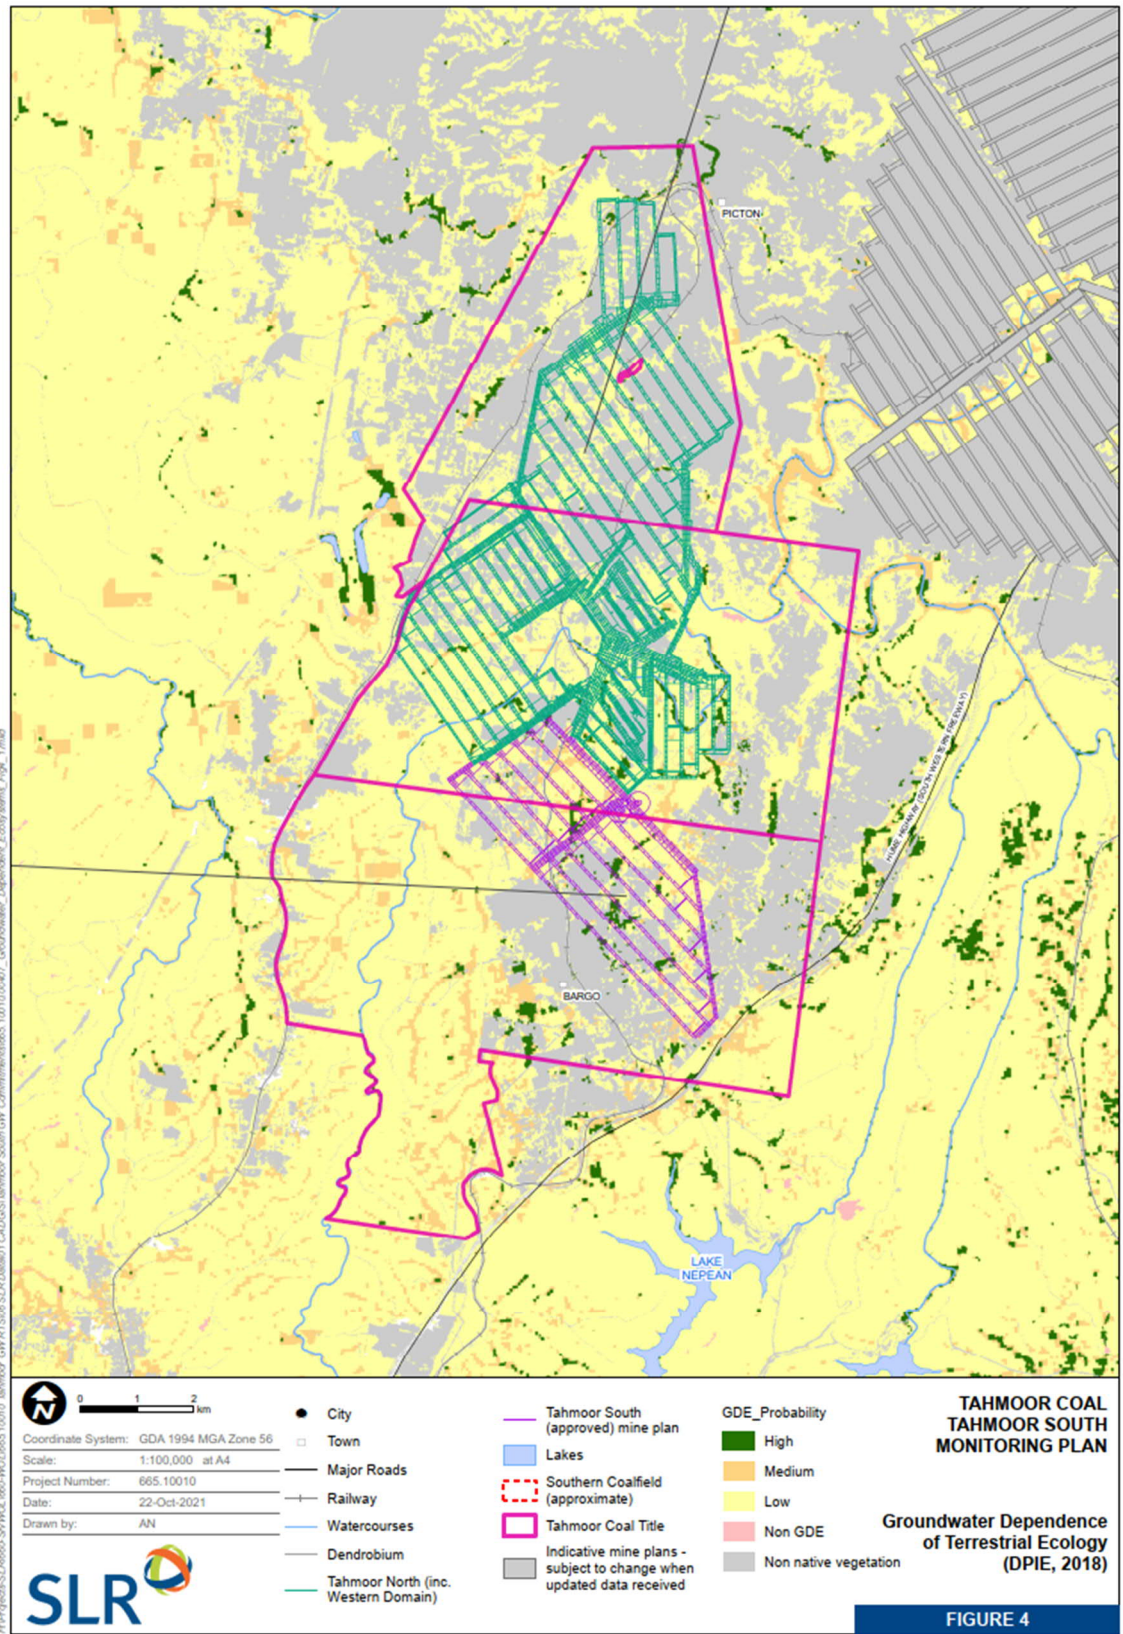 PICTON
HUME HIGHWAY (SOUTH WESTERN FREEWAY)
BARGO
LAKE
NEPEAN
N
0 1 2
km
Coordinate System: GDA 1994 MGA Zone 56
Scale: 1:100,000 at A4
Project Number: 665.10010
Date: 22-Oct-2021
Drawn by: AN
SLR
City
Town
Major Roads
Railway
Watercourses
Dendrobium
Tahmoor North (inc.
Western Domain)
Tahmoor South
(approved) mine plan
Lakes
Southern Coalfield
(approximate)
Tahmoor Coal Title
Indicative mine plans -
subject to change when
updated data received
GDE_Probability
High
Medium
Low
Non GDE
Non native vegetation
TAHMOOR COAL
TAHMOOR SOUTH
MONITORING PLAN
Groundwater Dependence
of Terrestrial Ecology
(DPIE, 2018)
FIGURE 4